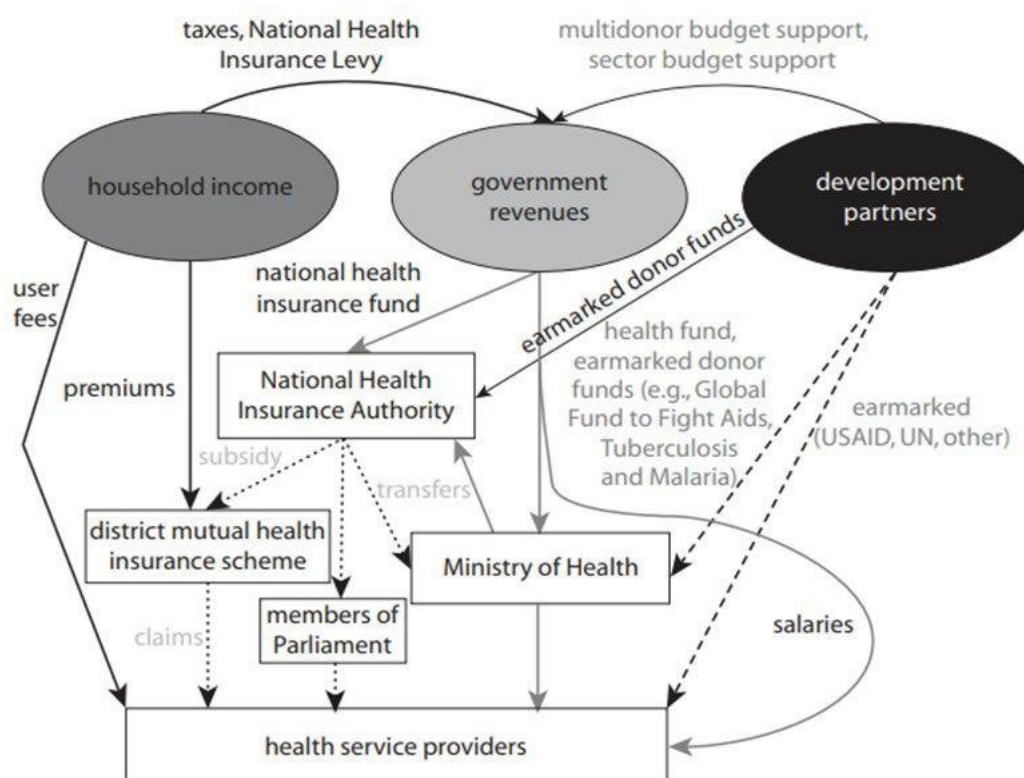 taxes, National Health
Insurance Levy
multidonor budget support,
sector budget support
household income
government
revenues
development
partners
user
fees
national health
insurance fund
earmarked donor funds
premiums
National Health
Insurance Authority
health fund,
earmarked donor
funds (e.g., Global
Fund to Fight Aids,
Tuberculosis
and Malaria)
earmarked
(USAID, UN, other)
subsidy
transfers
district mutual health
insurance scheme
Ministry of Health
members of
Parliament
claims
salaries
health service providers